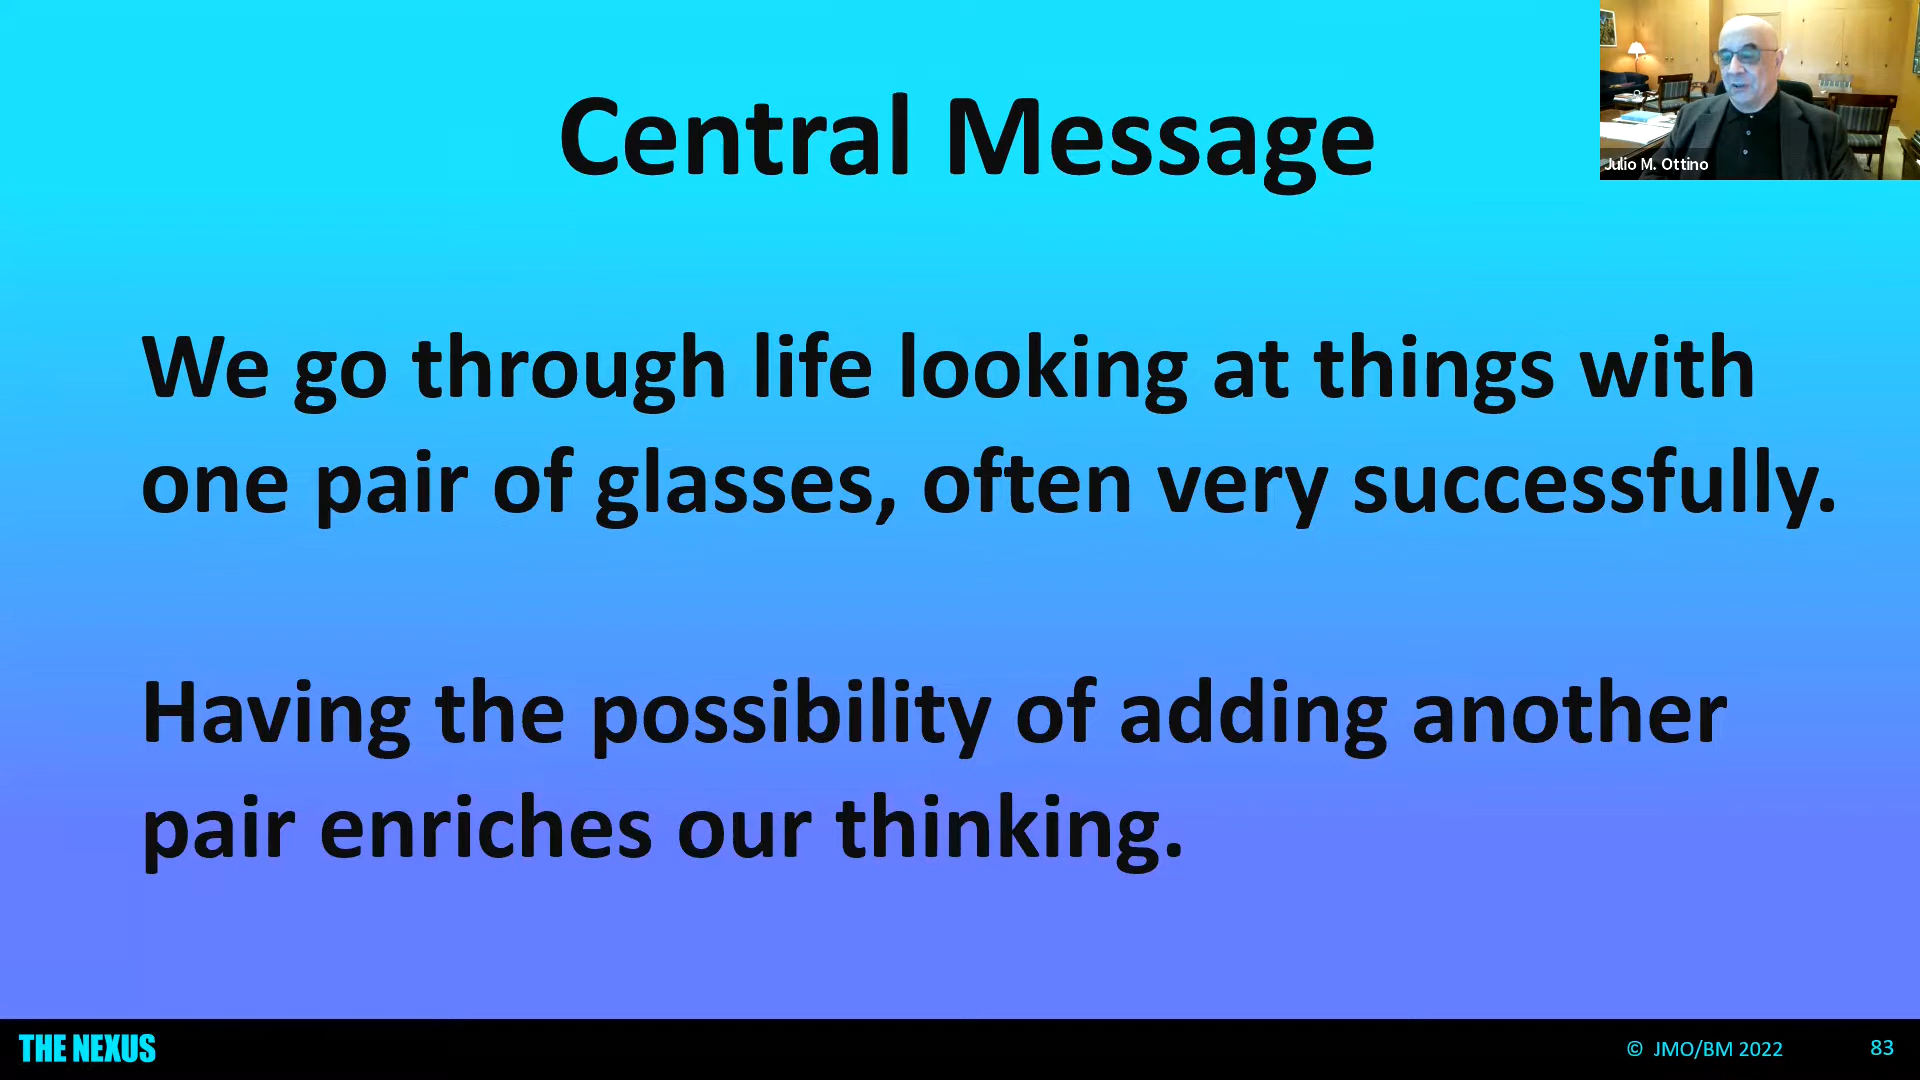 Central Message
Julio M. Ottino
We go through life looking at things with
one pair of glasses, often very successfully.
Having the possibility of adding another
pair enriches our thinking.
THE NEXUS
© JMO/BM 2022
83